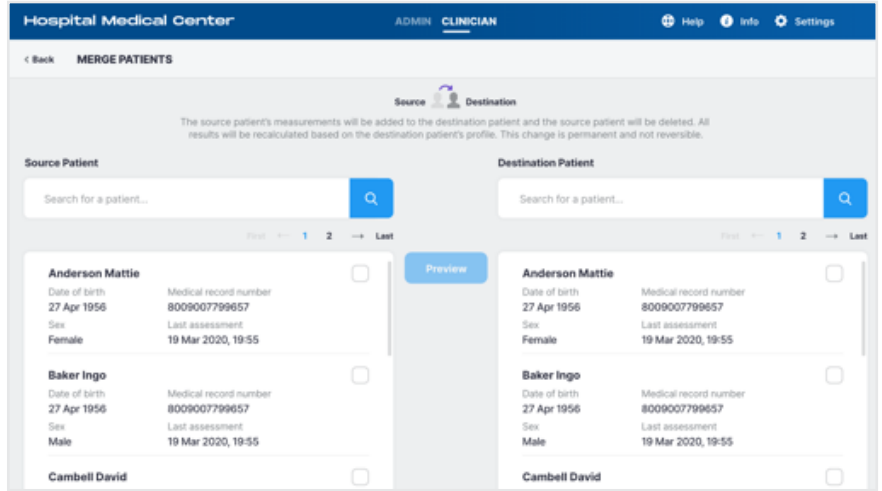 Hospital Medical Center
ADMIN CLINICIAN
Help Info Settings
< Back MERGE PATIENTS
Source Destination
The source patient's measurements will be added to the destination patient and the source patient will be deleted. All
results will be recalculated based on the destination patient's profile. This change is permanent and not reversible.
Source Patient
Search for a patient...
First ← 1 2 → Last
Anderson Mattie
Date of birth Medical record number
27 Apr 1956 8009007799657
Sex Last assessment
Female 19 Mar 2020, 19:55
Baker Ingo
Date of birth Medical record number
27 Apr 1956 8009007799657
Sex Last assessment
Male 19 Mar 2020, 19:55
Cambell David
Preview
Destination Patient
Search for a patient...
First ← 1 2 → Last
Anderson Mattie
Date of birth Medical record number
27 Apr 1956 8009007799657
Sex Last assessment
Female 19 Mar 2020, 19:55
Baker Ingo
Date of birth Medical record number
27 Apr 1956 8009007799657
Sex Last assessment
Male 19 Mar 2020, 19:55
Cambell David